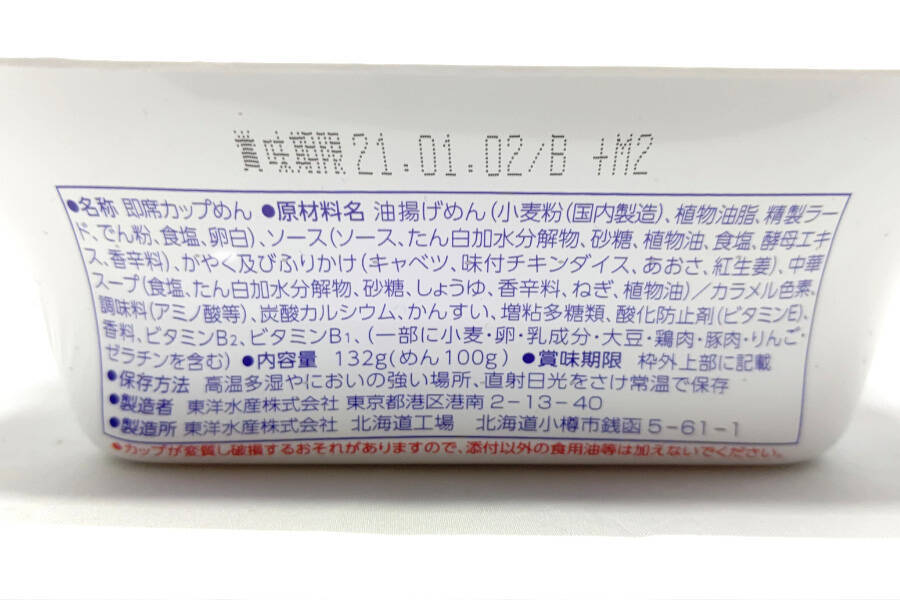 賞味期限 21.01.02/B +M2
●名称 即席カップめん ●原材料名 油揚げめん(小麦粉(国内製造)、植物油脂、精製ラー
ド、でん粉、食塩、卵白)、ソース(ソース、たん白加水分解物、砂糖、植物油、食塩、酵母エキ
ス、香辛料)、かやく及びふりかけ(キャベツ、味付チキンダイス、あおさ、紅生姜)、中華
スープ(食塩、たん白加水分解物、砂糖、しょうゆ、香辛料、ねぎ、植物油)/カラメル色素、
調味料(アミノ酸等)、炭酸カルシウム、かんすい、増粘多糖類、酸化防止剤(ビタミンE)、
香料、ビタミンB2、ビタミンB1、(一部に小麦・卵・乳成分・大豆・鶏肉・豚肉・りんご・
ゼラチンを含む) ●内容量 132g(めん100g) ●賞味期限 枠外上部に記載
●保存方法 高温多湿やにおいの強い場所、直射日光をさけ常温で保存
●製造者 東洋水産株式会社 東京都港区港南2-13-40
●製造所 東洋水産株式会社 北海道工場 北海道小樽市銭函5-61-1
●カップが変質し破損するおそれがありますので、添付以外の食用油等は加えないでください。